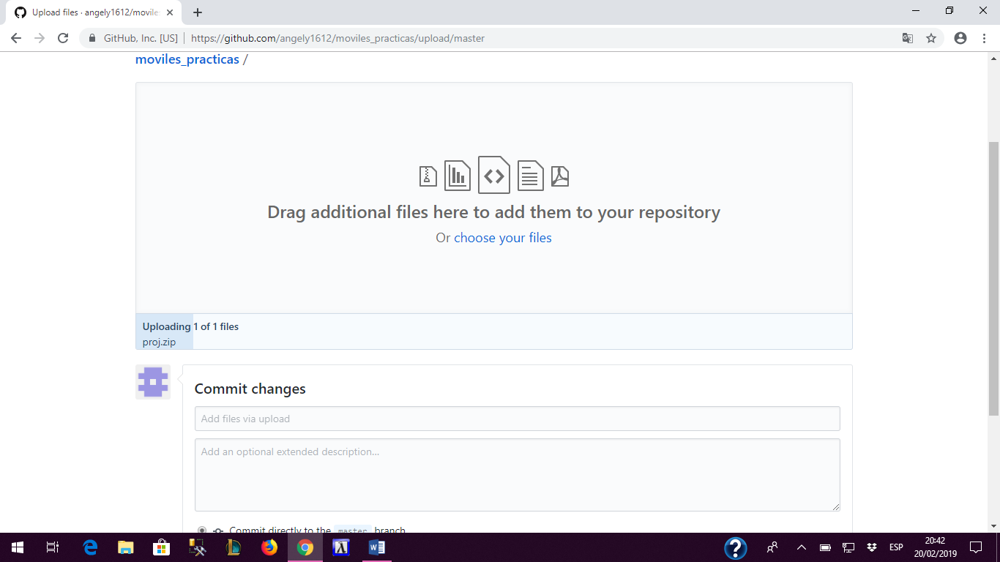 Upload files · angely1612/movile
GitHub, Inc. [US] | https://github.com/angely1612/moviles_practicas/upload/master
moviles_practicas /
Drag additional files here to add them to your repository
Or choose your files
Uploading 1 of 1 files
proj.zip
Commit changes
Add files via upload
Add an optional extended description...
Commit directly to the master branch
ESP
20:42
20/02/2019